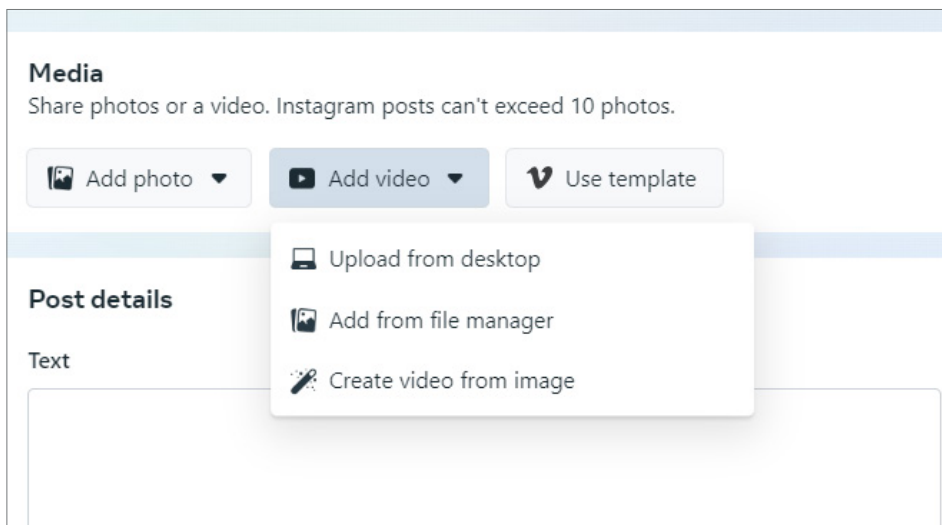 Media
Share photos or a video. Instagram posts can't exceed 10 photos.
Add photo
Add video
Use template
Upload from desktop
Add from file manager
Create video from image
Post details
Text